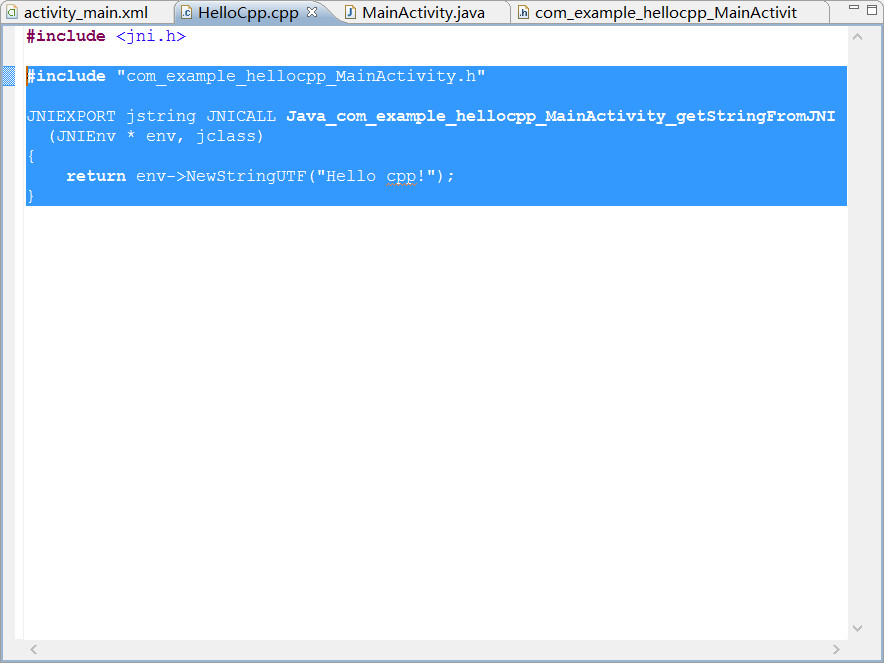 activity_main.xml HelloCpp.cpp MainActivity.java com_example_hellocpp_MainActivit
#include <jni.h>
#include "com_example_hellocpp_MainActivity.h"
JNIEXPORT jstring JNICALL Java_com_example_hellocpp_MainActivity_getStringFromJNI
(JNIEnv * env, jclass)
{
return env->NewStringUTF("Hello cpp!");
}